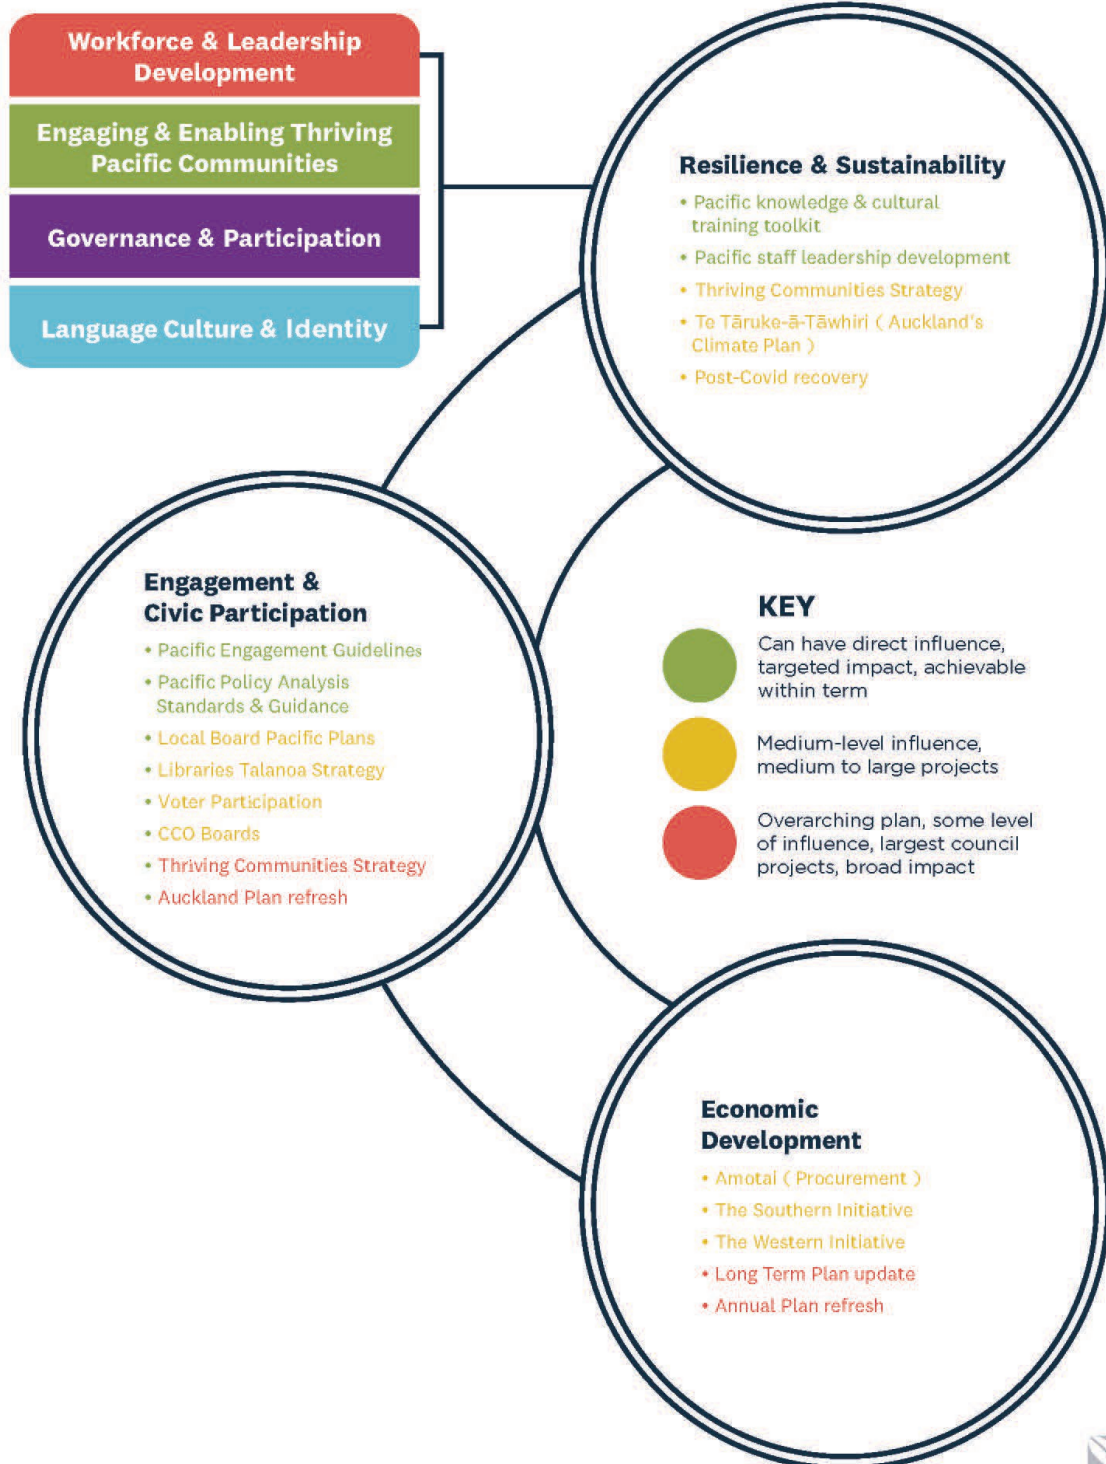 Workforce & Leadership
Development
Engaging & Enabling Thriving
Pacific Communities
Governance & Participation
Language Culture & Identity
Resilience & Sustainability
• Pacific knowledge & cultural
training toolkit
• Pacific staff leadership development
• Thriving Communities Strategy
• Te Tāruke-ā-Tāwhiri ( Auckland's
Climate Plan )
• Post-Covid recovery
Engagement &
Civic Participation
• Pacific Engagement Guidelines
• Pacific Policy Analysis
Standards & Guidance
• Local Board Pacific Plans
• Libraries Talanoa Strategy
• Voter Participation
• CCO Boards
• Thriving Communities Strategy
• Auckland Plan refresh
KEY
Can have direct influence,
targeted impact, achievable
within term
Medium-level influence,
medium to large projects
Overarching plan, some level
of influence, largest council
projects, broad impact
Economic
Development
• Amotai ( Procurement )
• The Southern Initiative
• The Western Initiative
• Long Term Plan update
• Annual Plan refresh